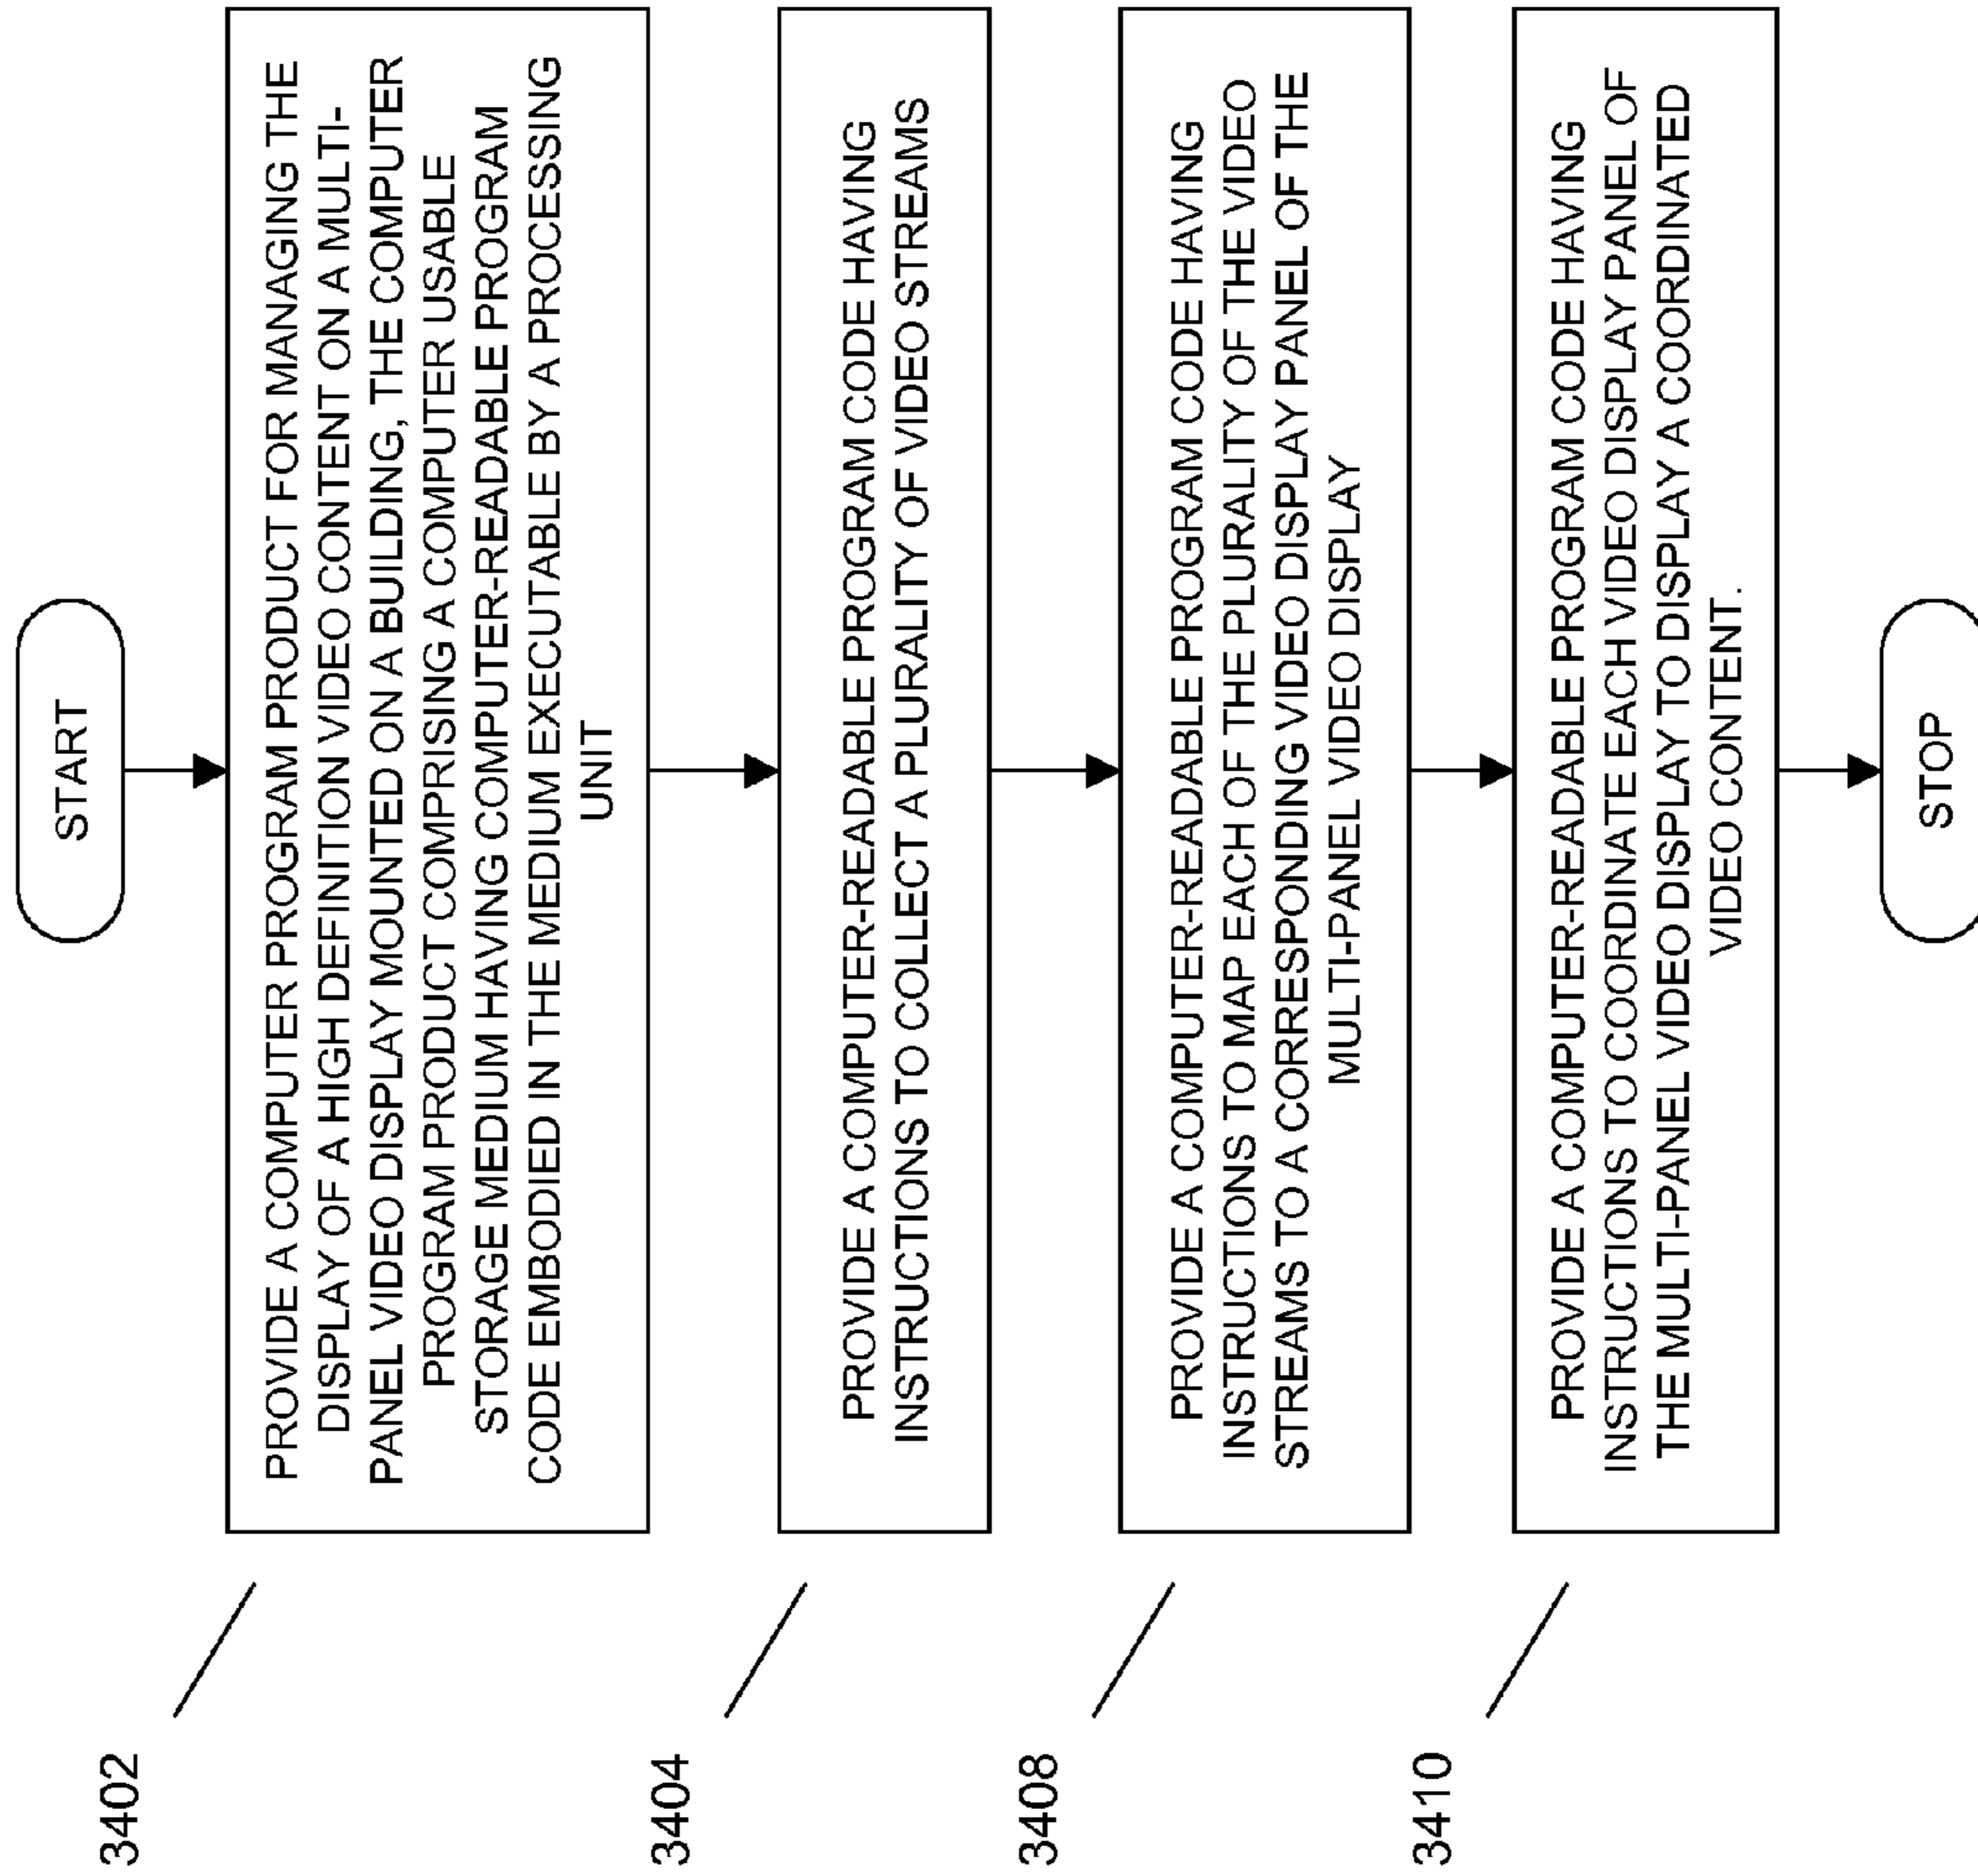 START
3402
PROVIDE A COMPUTER PROGRAM PRODUCT FOR MANAGING THE
DISPLAY OF A HIGH DEFINITION VIDEO CONTENT ON A MULTI-
PANEL VIDEO DISPLAY MOUNTED ON A BUILDING, THE COMPUTER
PROGRAM PRODUCT COMPRISING A COMPUTER USABLE
STORAGE MEDIUM HAVING COMPUTER-READABLE PROGRAM
CODE EMBODIED IN THE MEDIUM EXECUTABLE BY A PROCESSING
UNIT
3404
PROVIDE A COMPUTER-READABLE PROGRAM CODE HAVING
INSTRUCTIONS TO COLLECT A PLURALITY OF VIDEO STREAMS
3408
PROVIDE A COMPUTER-READABLE PROGRAM CODE HAVING
INSTRUCTIONS TO MAP EACH OF THE PLURALITY OF THE VIDEO
STREAMS TO A CORRESPONDING VIDEO DISPLAY PANEL OF THE
MULTI-PANEL VIDEO DISPLAY
3410
PROVIDE A COMPUTER-READABLE PROGRAM CODE HAVING
INSTRUCTIONS TO COORDINATE EACH VIDEO DISPLAY PANEL OF
THE MULTI-PANEL VIDEO DISPLAY TO DISPLAY A COORDINATED
VIDEO CONTENT.
STOP